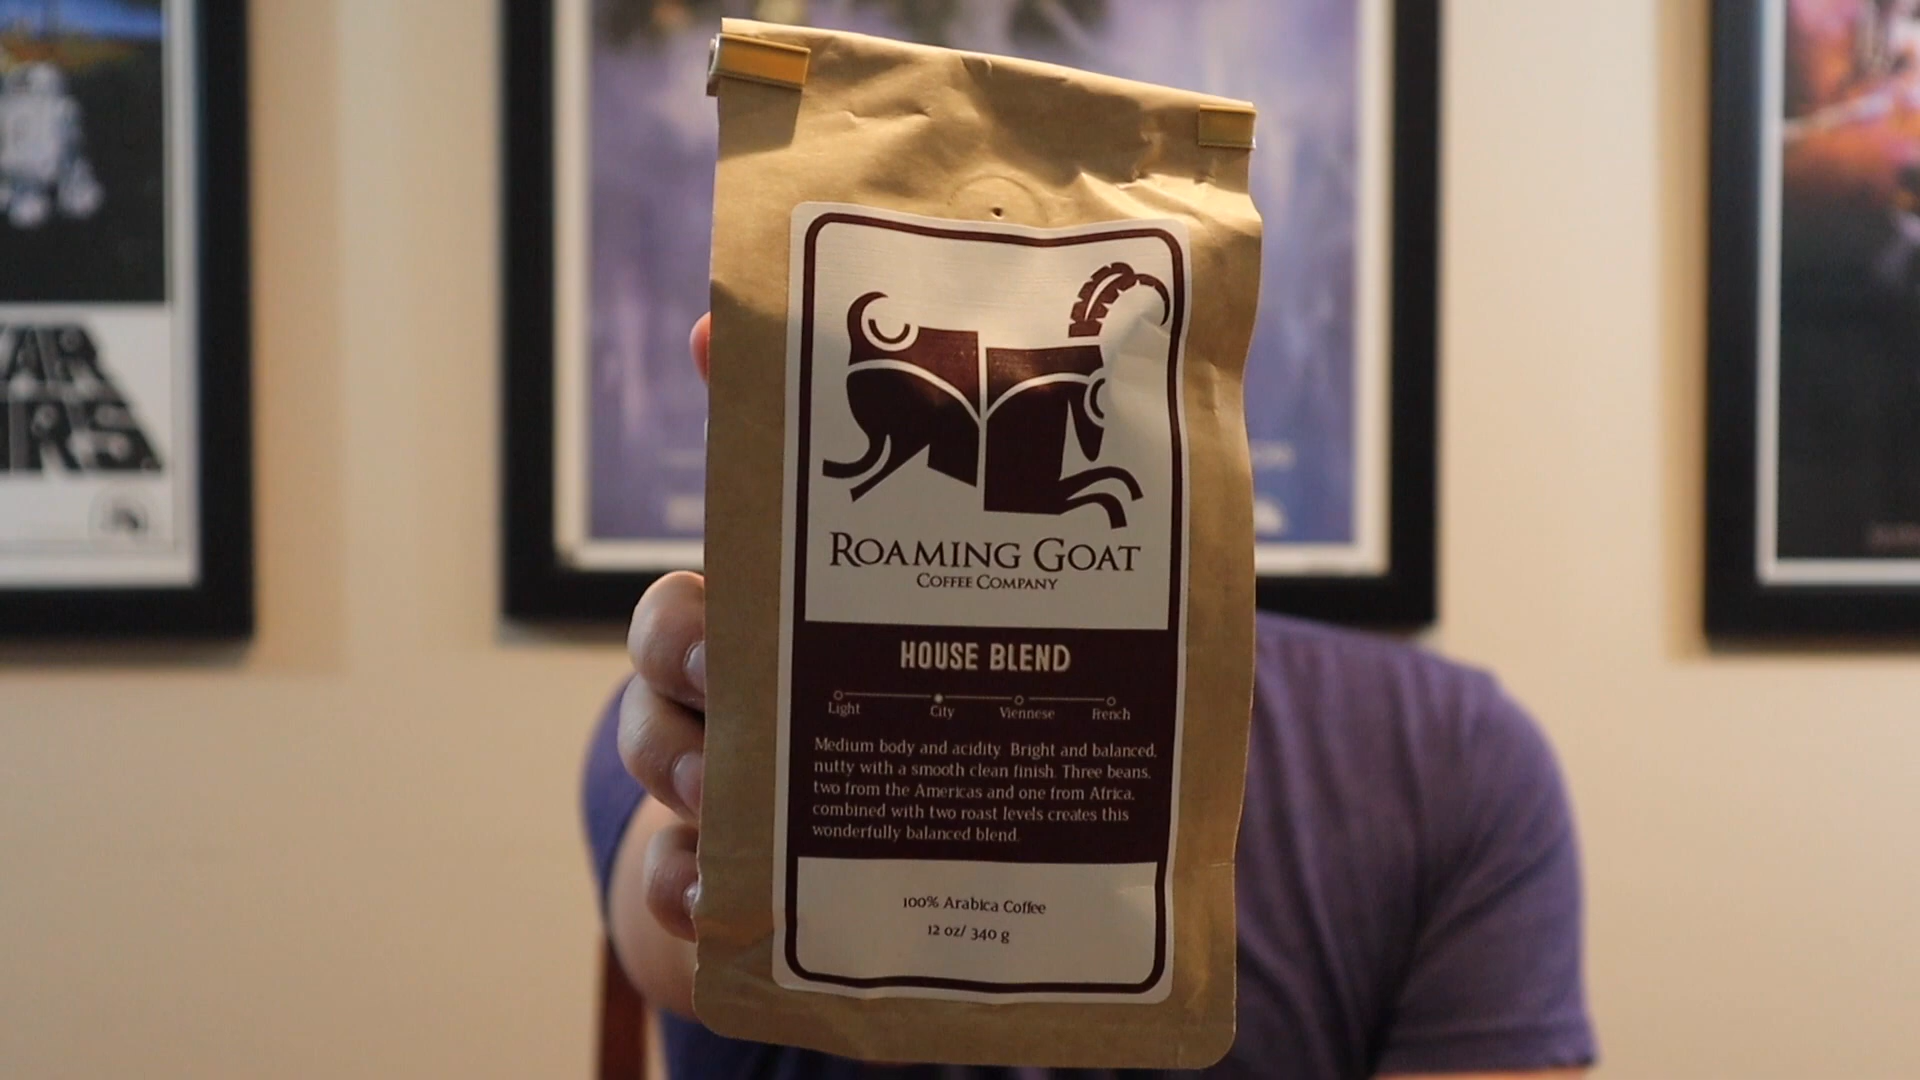 AR
RS
ROAMING GOAT
COFFEE COMPANY
HOUSE BLEND
Light City Viennese French
Medium body and acidity. Bright and balanced,
nutty with a smooth clean finish. Three beans,
two from the Americas and one from Africa,
combined with two roast levels creates this
wonderfully balanced blend.
100% Arabica Coffee
12 oz/ 340 g